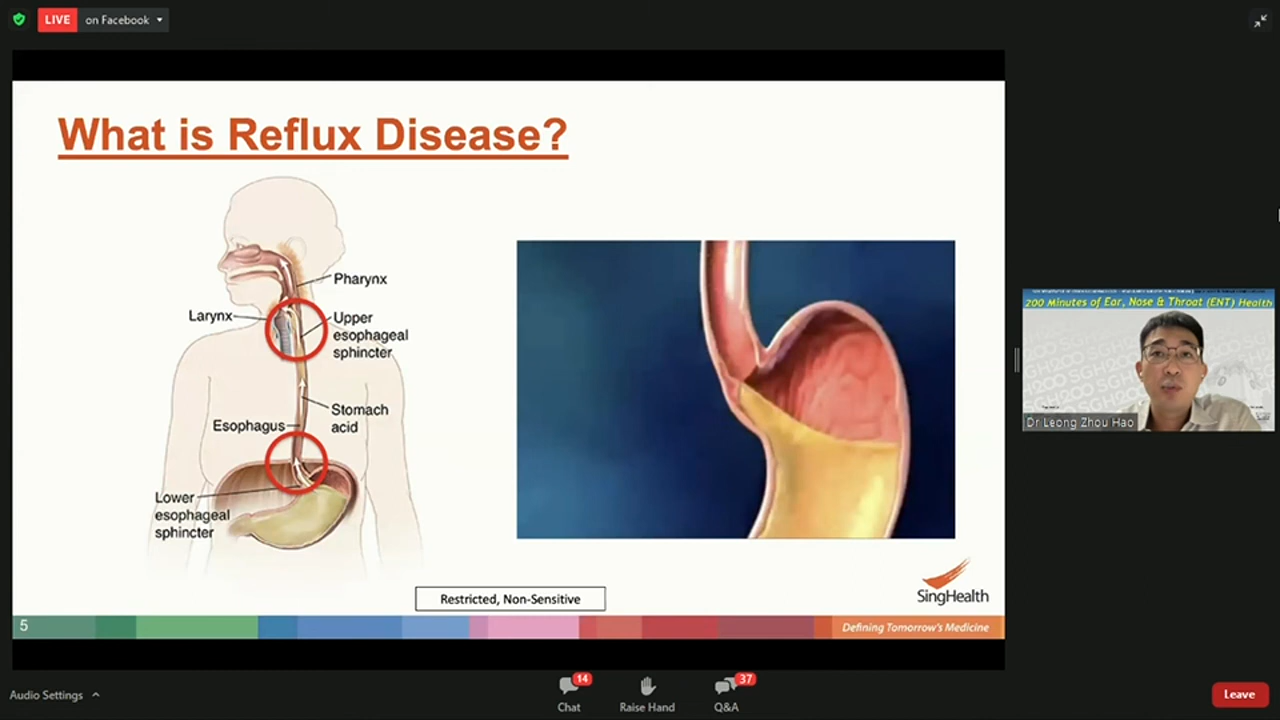 LIVE on Facebook
What is Reflux Disease?
Pharynx
Larynx
Upper
esophageal
sphincter
Stomach
acid
Esophagus
Lower
esophageal
sphincter
Restricted, Non-Sensitive
SingHealth
5
Defining Tomorrow's Medicine
200 Minutes of Ear, Nose & Throat (ENT) Health
SGH200 SGH200
Dr Leong Zhou Hao
Audio Settings
14
Chat
Raise Hand
37
Q&A
Leave